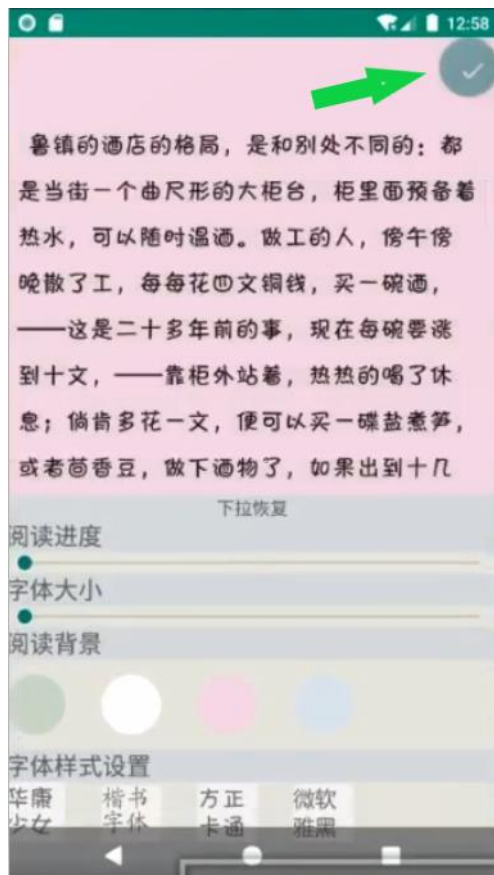 12:58
鲁镇的酒店的格局，是和别处不同的：都
是当街一个曲尺形的大柜台，柜里面预备着
热水，可以随时温酒。做工的人，傍午傍
晚散了工，每每花四文铜钱，买一碗酒，
——这是二十多年前的事，现在每碗要涨
到十文，——靠柜外站着，热热的喝了休
息；倘肯多花一文，便可以买一碟盐煮笋，
或者茴香豆，做下酒物了，如果出到十几
下拉恢复
阅读进度
字体大小
阅读背景
字体样式设置
华康 楷书 方正 微软
少女 字体 卡通 雅黑